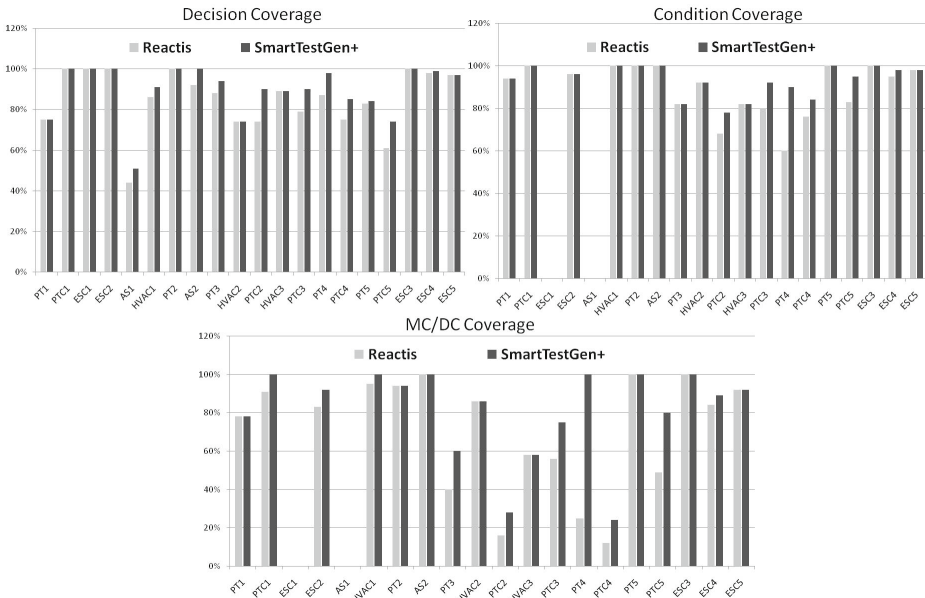 Decision Coverage
120%
Reactis SmartTestGen+
100%
80%
60%
40%
20%
0%
PT1 PTC1 ESC1 ESC2 AS1 HVAC1 PT2 AS2 PT3 HVAC2 PTC2 HVAC3 PTC3 PT4 PTC4 PT5 PTC5 ESC3 ESC4 ESC5
Condition Coverage
120%
Reactis SmartTestGen+
100%
80%
60%
40%
20%
0%
PT1 PTC1 ESC1 ESC2 AS1 HVAC1 PT2 AS2 PT3 HVAC2 PTC2 HVAC3 PTC3 PT4 PTC4 PT5 PTC5 ESC3 ESC4 ESC5
MC/DC Coverage
120%
Reactis SmartTestGen+
100%
80%
60%
40%
20%
0%
PT1 PTC1 ESC1 ESC2 AS1 HVAC1 PT2 AS2 PT3 HVAC2 PTC2 HVAC3 PTC3 PT4 PTC4 PT5 PTC5 ESC3 ESC4 ESC5